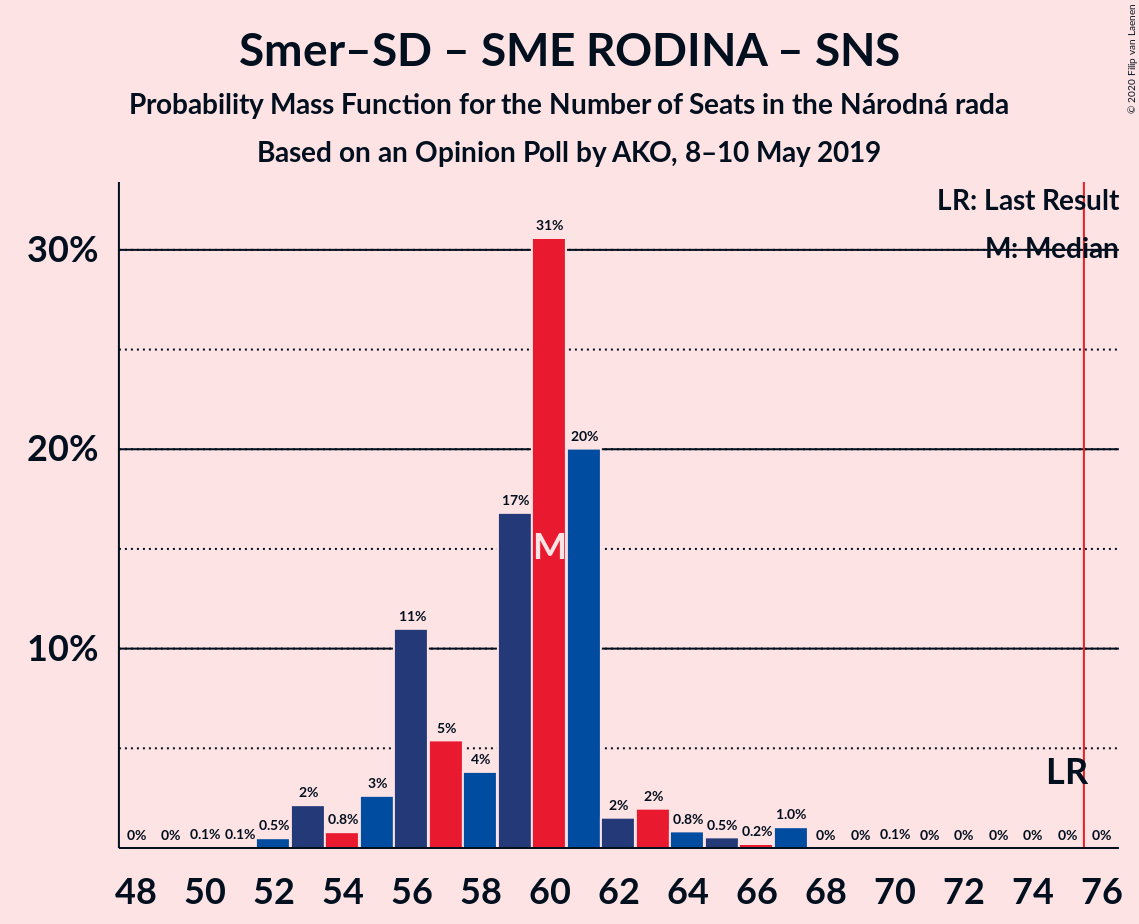 Smer–SD – SME RODINA – SNS
Probability Mass Function for the Number of Seats in the Národná rada
Based on an Opinion Poll by AKO, 8–10 May 2019
© 2020 Filip van Laenen
LR: Last Result
M: Median
30%
20%
10%
0% 0% 0.1% 0.1% 0.5% 2% 0.8% 3% 11% 5% 4% 17% 31% 20% 2% 2% 0.8% 0.5% 0.2% 1.0% 0% 0% 0.1% 0% 0% 0% 0% 0% 0%
M
LR
48 50 52 54 56 58 60 62 64 66 68 70 72 74 76